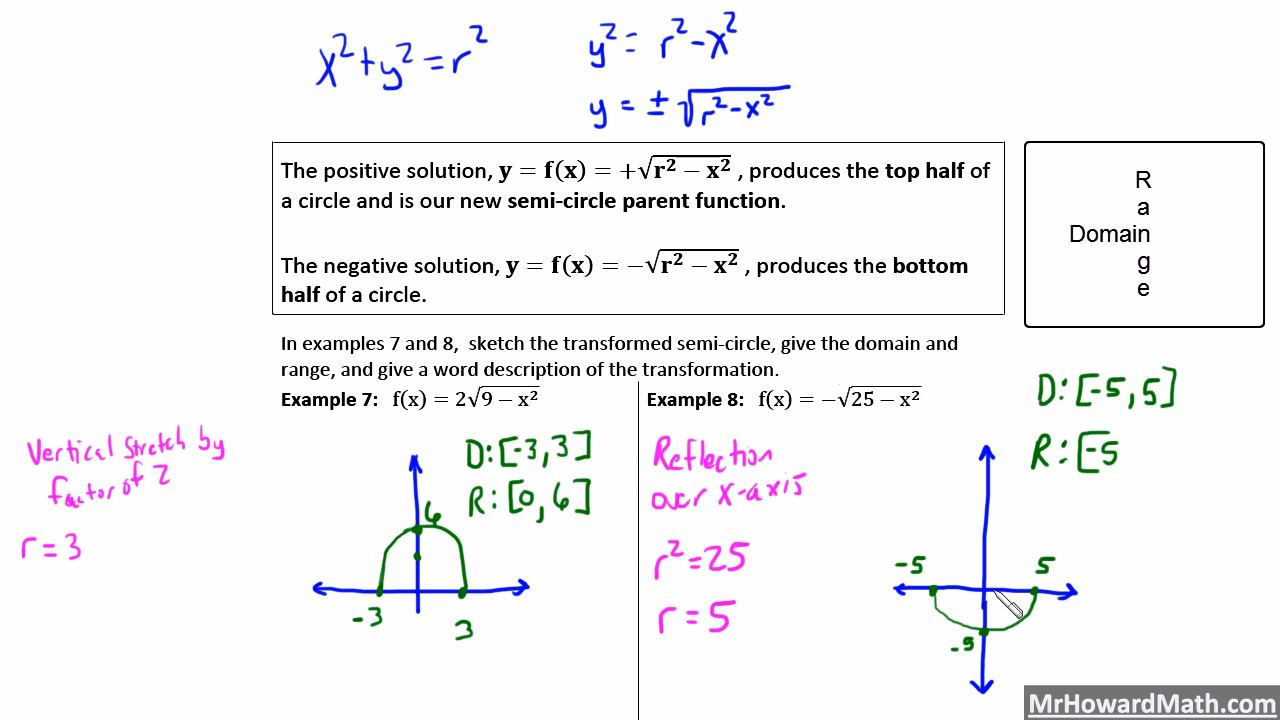 x² + y² = r²
y² = r² - x²
y = ± √(r² - x²)
The positive solution, y = f(x) = +√(r² − x²) , produces the top half of
a circle and is our new semi-circle parent function.
The negative solution, y = f(x) = −√(r² − x²) , produces the bottom
half of a circle.
R
a
Domain
g
e
In examples 7 and 8, sketch the transformed semi-circle, give the domain and
range, and give a word description of the transformation.
Example 7: f(x) = 2√(9 − x²)
Vertical Stretch by
factor of 2
r = 3
D: [-3, 3]
R: [0, 6]
6
-3
3
Example 8: f(x) = −√(25 − x²)
Reflection
over x-axis
r² = 25
r = 5
D: [-5, 5]
R: [-5
-5
5
-5
MrHowardMath.com